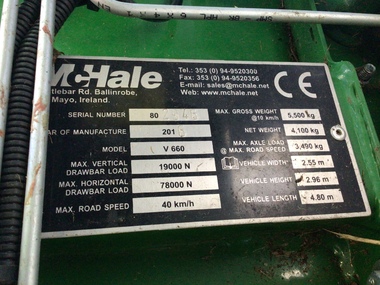 McHale
tlebar Rd. Ballinrobe,
Mayo, Ireland.
Tel.: 353 (0) 94-9520300
Fax: 353 (0) 94-9520356
E-mail: sales@mchale.net
Web: www.mchale.net
CE
SERIAL NUMBER 80
AR OF MANUFACTURE 201
MODEL V 660
MAX. VERTICAL DRAWBAR LOAD 19000 N
MAX. HORIZONTAL DRAWBAR LOAD 78000 N
MAX. ROAD SPEED 40 km/h
MAX. GROSS WEIGHT @10 km/h 5,500 kg
NET WEIGHT 4,100 kg
MAX. AXLE LOAD @ MAX. ROAD SPEED 3,490 kg
VEHICLE WIDTH: 2.55 m
VEHICLE HEIGHT 2.96 m
VEHICLE LENGTH 4.80 m